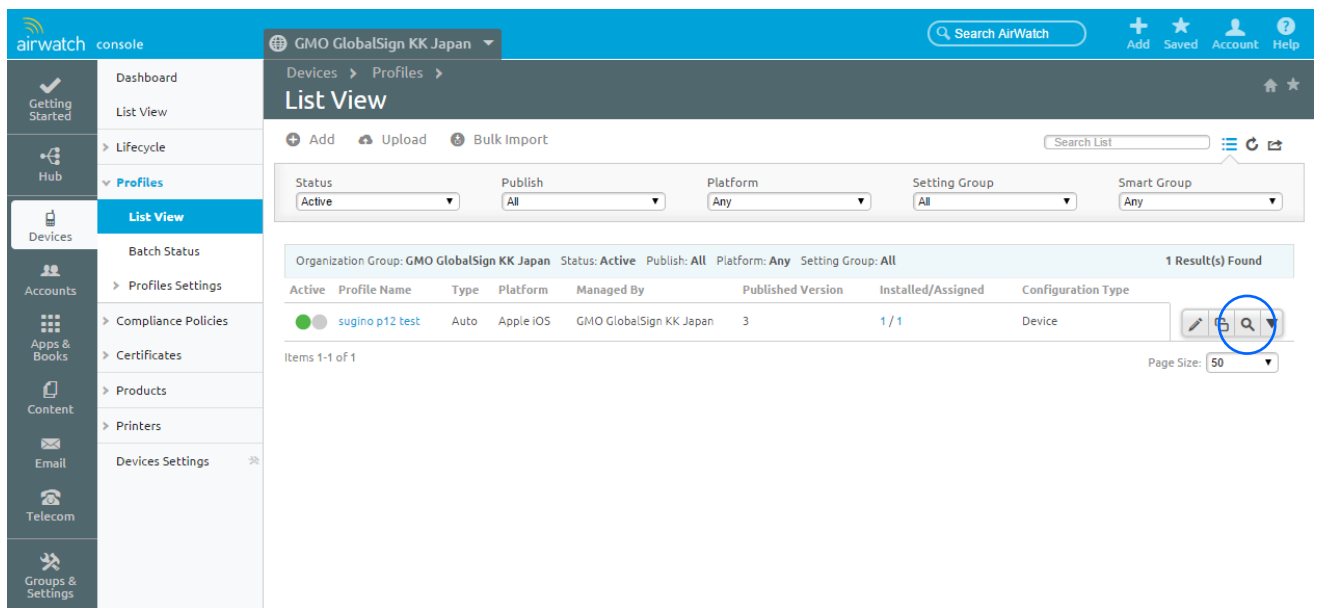 airwatch console
GMO GlobalSign KK Japan
Search AirWatch
Add Saved Account Help
Getting Started
Hub
Devices
Accounts
Apps & Books
Content
Email
Telecom
Groups & Settings
Dashboard
List View
Lifecycle
Profiles
List View
Batch Status
Profiles Settings
Compliance Policies
Certificates
Products
Printers
Devices Settings
Devices > Profiles >
List View
Add Upload Bulk Import
Search List
Status Publish Platform Setting Group Smart Group
Active All Any All Any
Organization Group: GMO GlobalSign KK Japan Status: Active Publish: All Platform: Any Setting Group: All 1 Result(s) Found
Active Profile Name Type Platform Managed By Published Version Installed/Assigned Configuration Type
sugino p12 test Auto Apple iOS GMO GlobalSign KK Japan 3 1 / 1 Device
Items 1-1 of 1
Page Size: 50